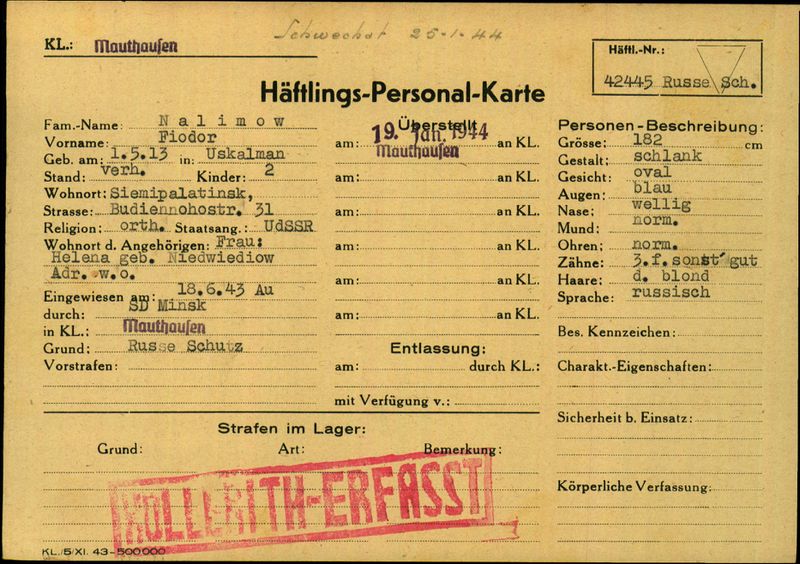 Schwechat 25-1-44
KL.: Mauthausen
Häftl.-Nr.:
42445 Russe Sch.
Häftlings-Personal-Karte
Fam.-Name: Nalimow
Vorname: Fiodor
Geb. am: 1.5.13 in: Uskalman
Stand: verh. Kinder: 2
Wohnort: Siemipalatinsk,
Strasse: Budiennohostr. 31
Religion: orth. Staatsang.: UdSSR
Wohnort d. Angehörigen: Frau:
Helena geb. Niedwiediow
Adr. w.o.
Eingewiesen am: 18.6.43 Au
durch: SD Minsk
in KL.: Mauthausen
Grund: Russe Schutz
Vorstrafen:
Überstellt
am: 19. Jan. 1944 an KL.
Mauthausen
am: an KL.
am: an KL.
am: an KL.
am: an KL.
am: an KL.
Entlassung:
am: durch KL.:
mit Verfügung v.:
Personen-Beschreibung:
Grösse: 182 cm
Gestalt: schlank
Gesicht: oval
Augen: blau
Nase: wellig
Mund: norm.
Ohren: norm.
Zähne: 3.f.sonst gut
Haare: d. blond
Sprache: russisch
Bes. Kennzeichen:
Charakt.-Eigenschaften:
Sicherheit b. Einsatz:
Körperliche Verfassung:
Strafen im Lager:
Grund: Art: Bemerkung:
HOLLERITH-ERFASST
KL./5/XI. 43-500000